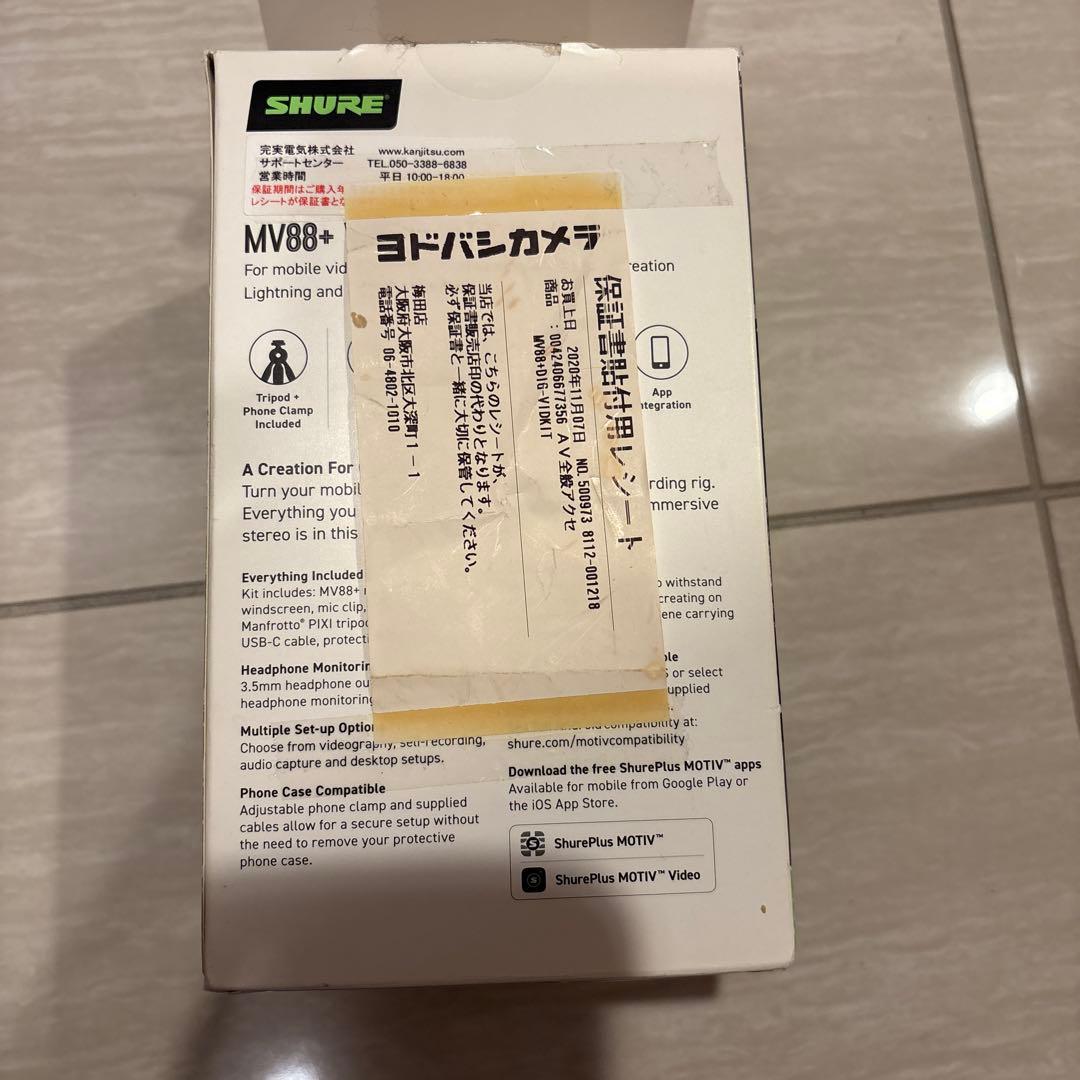 SHURE
完実電気株式会社 www.kanjitsu.com
サポートセンター TEL.050-3388-6838
営業時間 平日 10:00-18:00
保証期間はご購入年
レシートが保証書とな
MV88+
For mobile vid
reation
Lightning and
Tripod +
Phone Clamp
Included
App
ntegration
A Creation For
Turn your mobil
rding rig.
Everything you
mmersive
stereo is in this
Everything Included
Kit includes: MV88+
windscreen, mic clip,
Manfrotto® PIXI tripo
USB-C cable, protecti
withstand
creating on
ene carrying
Headphone Monitorin
3.5mm headphone ou
headphone monitoring
ble
S or select
upplied
Multiple Set-up Option
Choose from videography, self-recording,
audio capture and desktop setups.
compatibility at:
shure.com/motivcompatibility
Phone Case Compatible
Adjustable phone clamp and supplied
cables allow for a secure setup without
the need to remove your protective
phone case.
Download the free ShurePlus MOTIV™ apps
Available for mobile from Google Play or
the iOS App Store.
ShurePlus MOTIV™
ShurePlus MOTIV™ Video
ヨドバシカメラ
保証書貼付用レシート
お買上日 2020年11月07日 NO. 500973 8112-001218
商品 : 0042406677356 AV全般アクセ
MV88+DIG-VIDKIT
当店では、こちらのレシートが、
保証書販売店印の代わりとなります。
必ず保証書と一緒に大切に保管してください。
梅田店
大阪府大阪市北区大深町1-1
電話番号 06-4802-1010